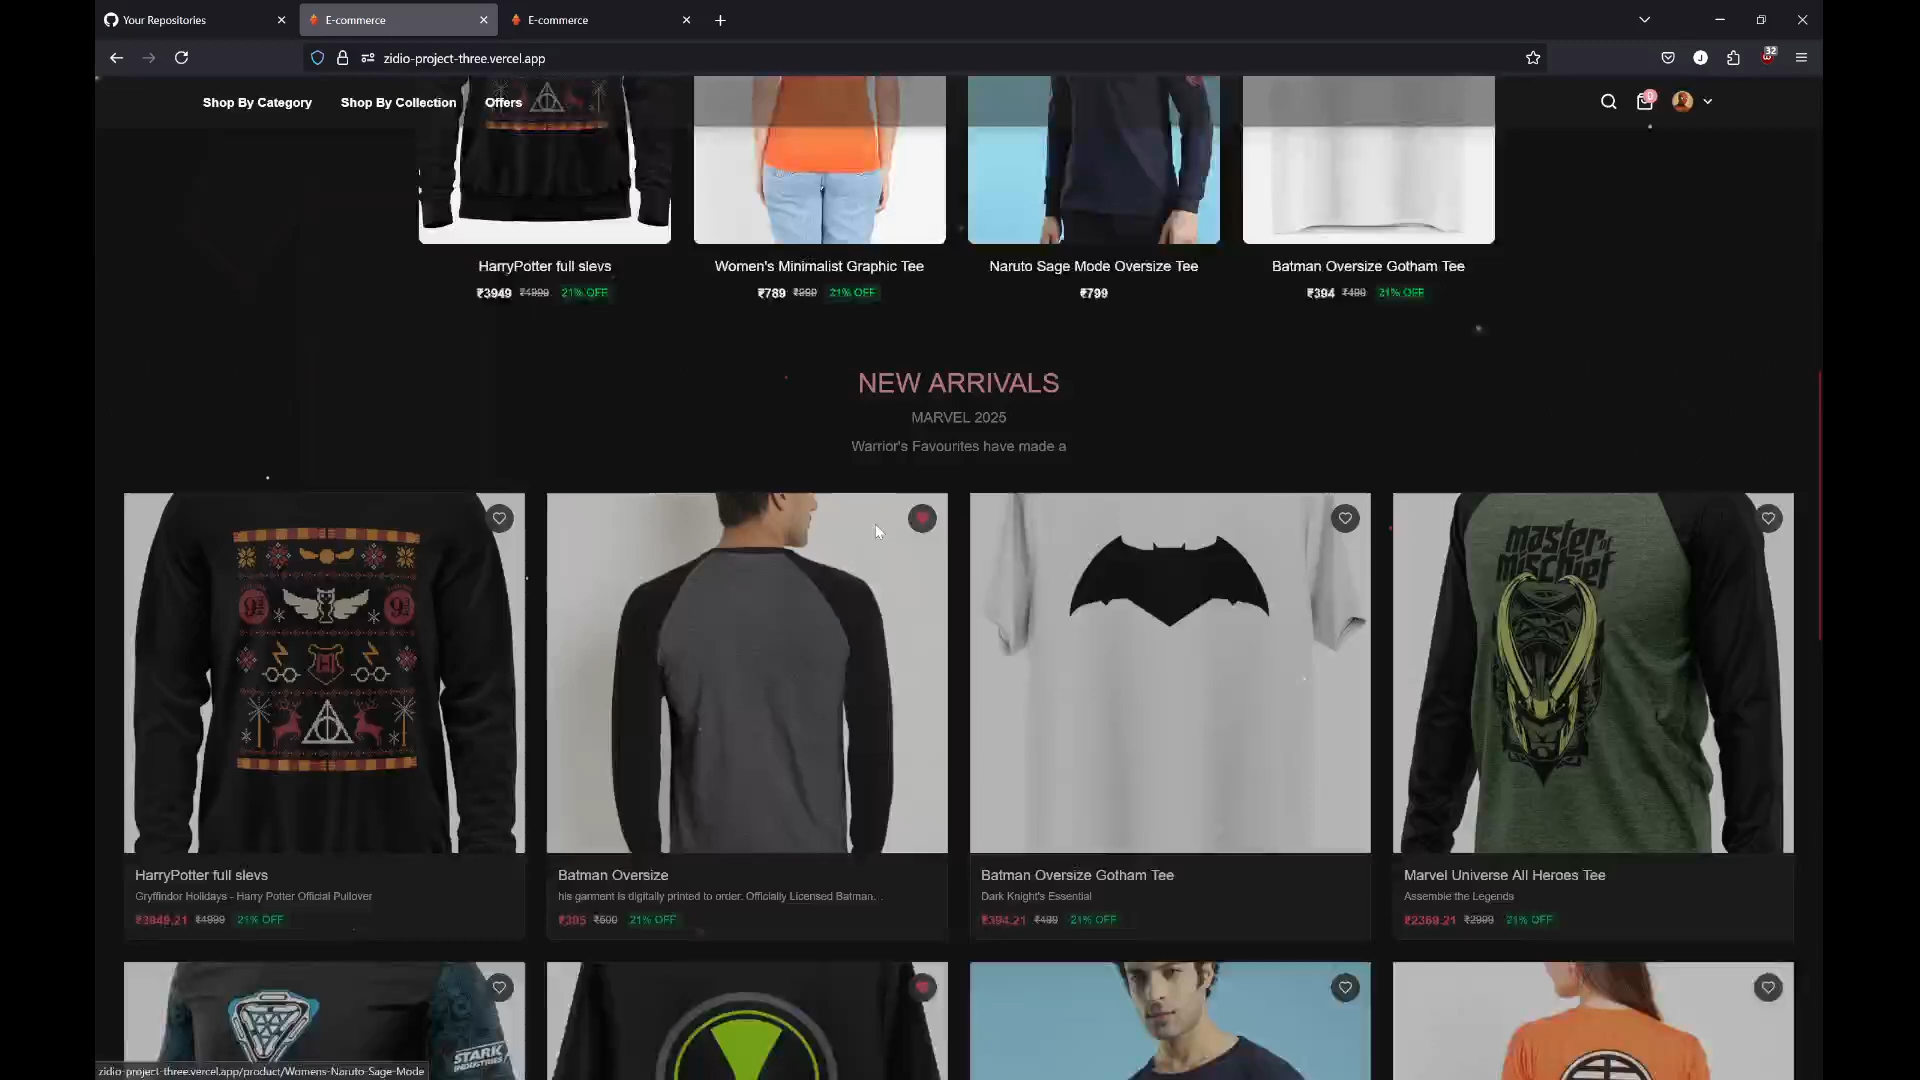 Your Repositories
E-commerce
E-commerce
32
zidio-project-three.vercel.app
J
Shop By Category
Shop By Collection
Offers
HarryPotter full slevs
Women's Minimalist Graphic Tee
Naruto Sage Mode Oversize Tee
Batman Oversize Gotham Tee
₹3949 ₹4999 21% OFF
₹789 ₹999 21% OFF
₹799
₹394 ₹499 21% OFF
NEW ARRIVALS
MARVEL 2025
Warrior's Favourites have made a
master of
mischief
HarryPotter full slevs
Gryffindor Holidays - Harry Potter Official Pullover
₹3949.21 ₹4999 21% OFF
Batman Oversize
his garment is digitally printed to order. Officially Licensed Batman...
₹395 ₹500 21% OFF
Batman Oversize Gotham Tee
Dark Knight's Essential
₹394.21 ₹499 21% OFF
Marvel Universe All Heroes Tee
Assemble the Legends
₹2369.21 ₹2999 21% OFF
STARK
INDUSTRIES
zidio-project-three.vercel.app/product/Womens-Naruto-Sage-Mode